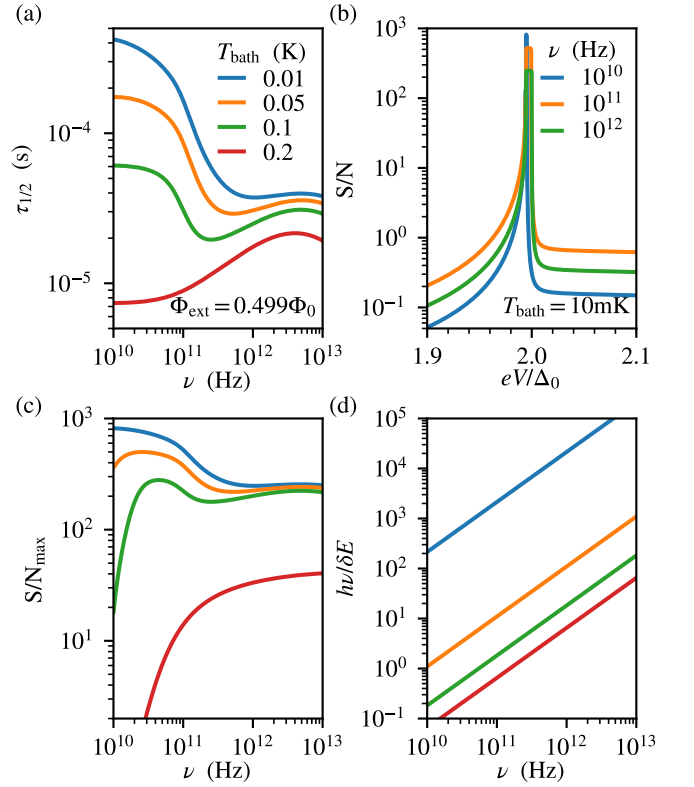 (a)
T_bath (K)
0.01
0.05
0.1
0.2
10^{-4}
10^{-5}
τ_{1/2} (s)
Φ_ext = 0.499Φ_0
10^{10} 10^{11} 10^{12} 10^{13}
ν (Hz)
(b)
ν (Hz)
10^{10}
10^{11}
10^{12}
10^3
10^2
10^1
10^0
10^{-1}
S/N
T_bath = 10mK
1.9 2.0 2.1
eV/Δ_0
(c)
10^3
10^2
10^1
S/N_max
10^{10} 10^{11} 10^{12} 10^{13}
ν (Hz)
(d)
10^5
10^4
10^3
10^2
10^1
10^0
10^{-1}
hν/δE
10^{10} 10^{11} 10^{12} 10^{13}
ν (Hz)